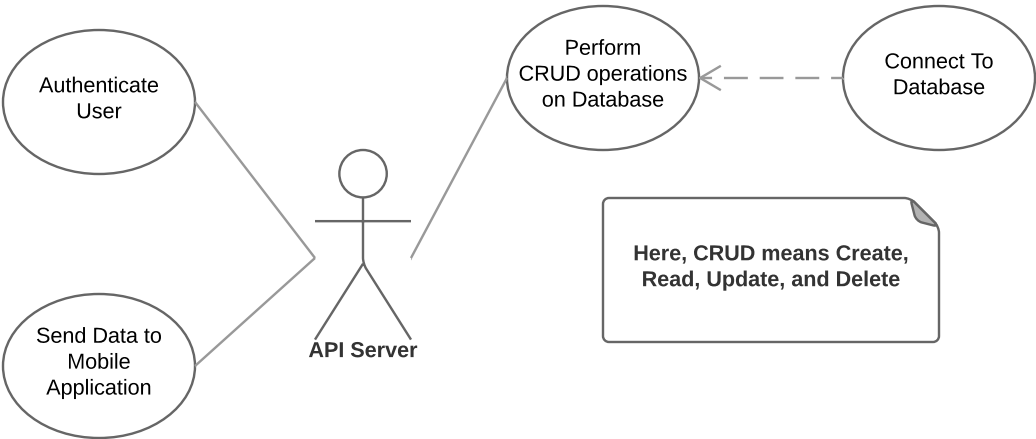 Authenticate
User
Perform
CRUD operations
on Database
Connect To
Database
Here, CRUD means Create,
Read, Update, and Delete
Send Data to
Mobile
Application
API Server